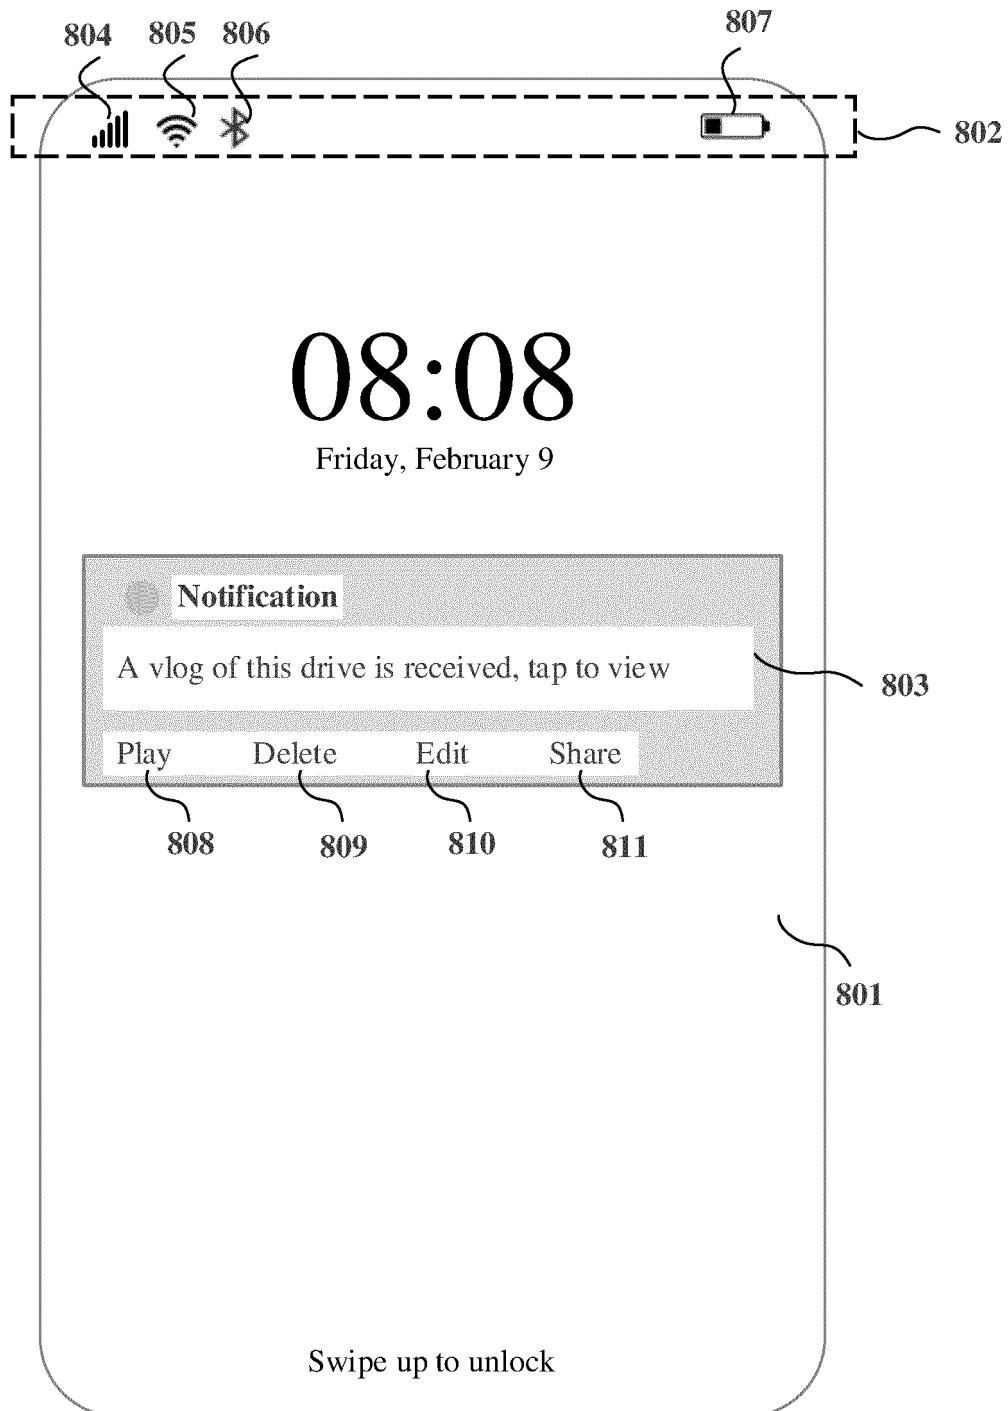 804 805 806 807
802
08:08
Friday, February 9
Notification
A vlog of this drive is received, tap to view
803
Play Delete Edit Share
808 809 810 811
801
Swipe up to unlock